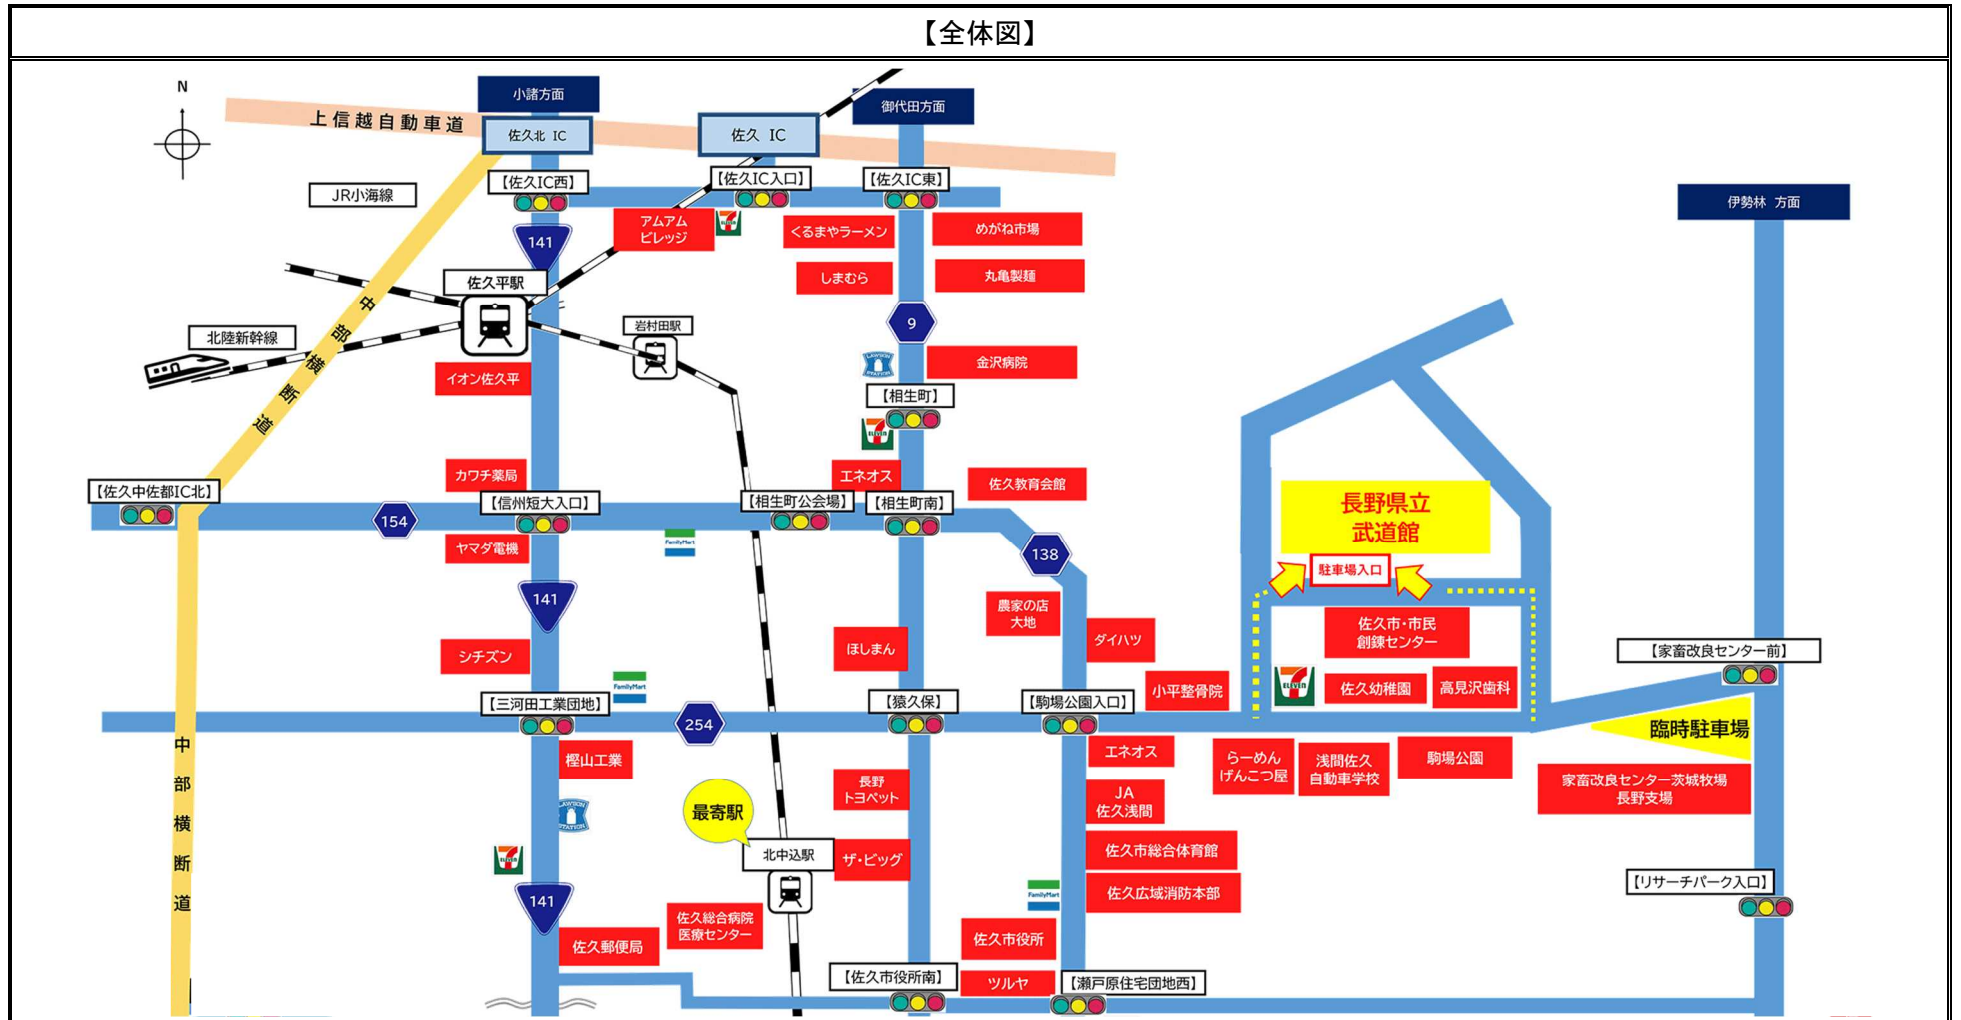 【全体図】
N
小諸方面
御代田方面
上信越自動車道
佐久北 IC
佐久 IC
【佐久IC西】
【佐久IC入口】
【佐久IC東】
JR小海線
伊勢林 方面
アムアム
ビレッジ
くるまやラーメン
めがね市場
141
しまむら
丸亀製麺
佐久平駅
中部横断道
9
北陸新幹線
岩村田駅
LAWSON
STATION
金沢病院
イオン佐久平
【相生町】
ELEVEN
カワチ薬局
エネオス
佐久教育会館
【佐久中佐都IC北】
【信州短大入口】
【相生町公会場】
【相生町南】
長野県立
武道館
154
ヤマダ電機
FamilyMart
138
駐車場入口
141
農家の店
大地
佐久市・市民
創錬センター
シチズン
ほしまん
ダイハツ
【家畜改良センター前】
FamilyMart
小平整骨院
ELEVEN
佐久幼稚園
高見沢歯科
【三河田工業団地】
【猿久保】
【駒場公園入口】
254
臨時駐車場
中部横断道
樫山工業
エネオス
らーめん
げんこつ屋
浅間佐久
自動車学校
駒場公園
家畜改良センター茨城牧場
長野支場
長野
トヨペット
JA
佐久浅間
LAWSON
STATION
最寄駅
ELEVEN
北中込駅
ザ・ビッグ
佐久市総合体育館
【リサーチパーク入口】
141
FamilyMart
佐久広域消防本部
佐久総合病院
医療センター
佐久郵便局
佐久市役所
【佐久市役所南】
ツルヤ
【瀬戸原住宅団地西】